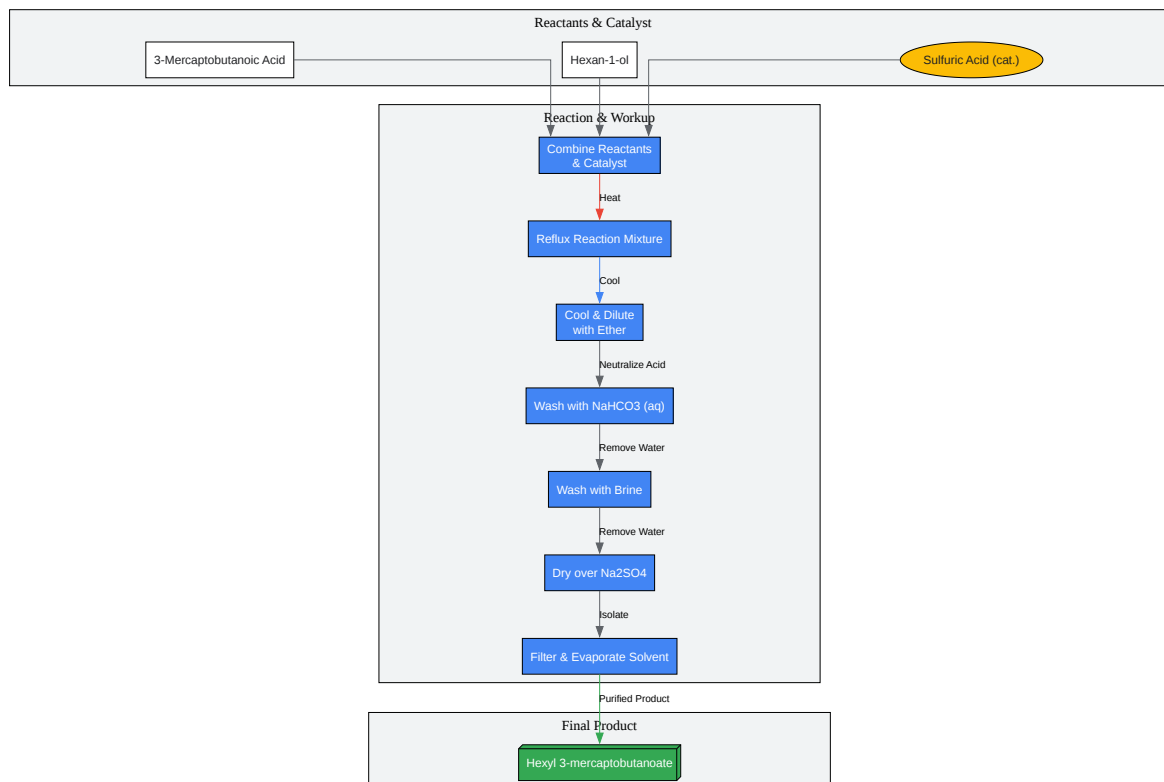 Reactants & Catalyst
3-Mercaptobutanoic Acid
Hexan-1-ol
Sulfuric Acid (cat.)
Reaction & Workup
Combine Reactants
& Catalyst
Heat
Reflux Reaction Mixture
Cool
Cool & Dilute
with Ether
Neutralize Acid
Wash with NaHCO3 (aq)
Remove Water
Wash with Brine
Remove Water
Dry over Na2SO4
Isolate
Filter & Evaporate Solvent
Purified Product
Final Product
Hexyl 3-mercaptobutanoate